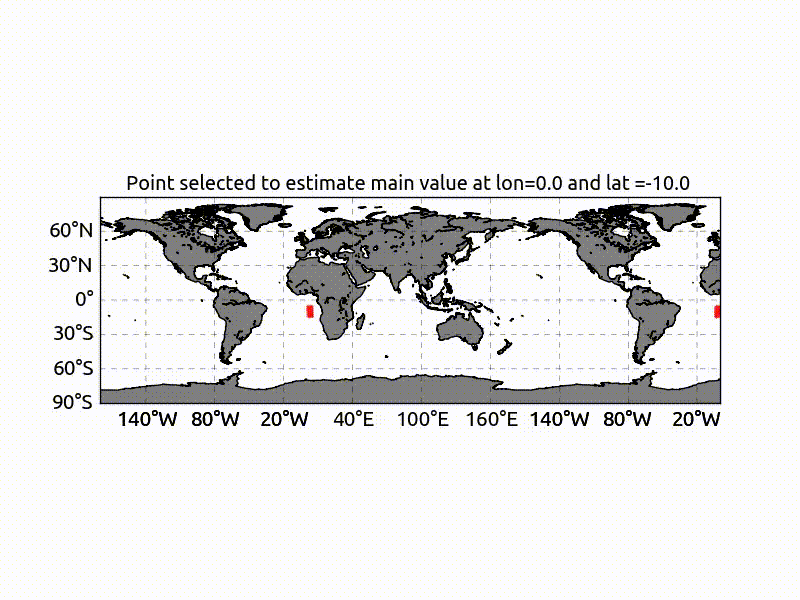 Point selected to estimate main value at lon=0.0 and lat =-10.0
60°N
30°N
0°
30°S
60°S
90°S
140°W 80°W 20°W 40°E 100°E 160°E 140°W 80°W 20°W